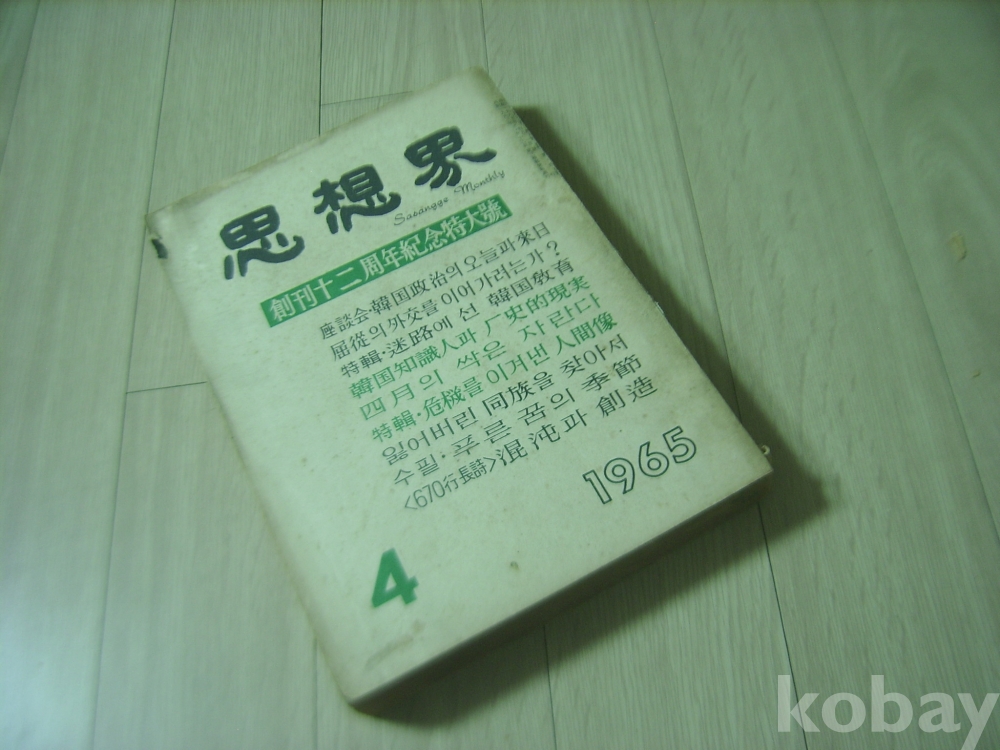 思想界
Sasangge Monthly
創刊十二周年紀念特大號
座談会·韓国政治의 오늘과 來日
屈從의 外交를 이어가려는가?
特輯·迷路에 선 韓国敎育
韓国知識人과 厂史的現実
四月의 싹은 자란다
特輯·危機를 이겨낸 人間像
잃어버린 同族을 찾아서
수필·푸른 꿈의 季節
<670行長詩>混沌과 創造
1965
4
kobay